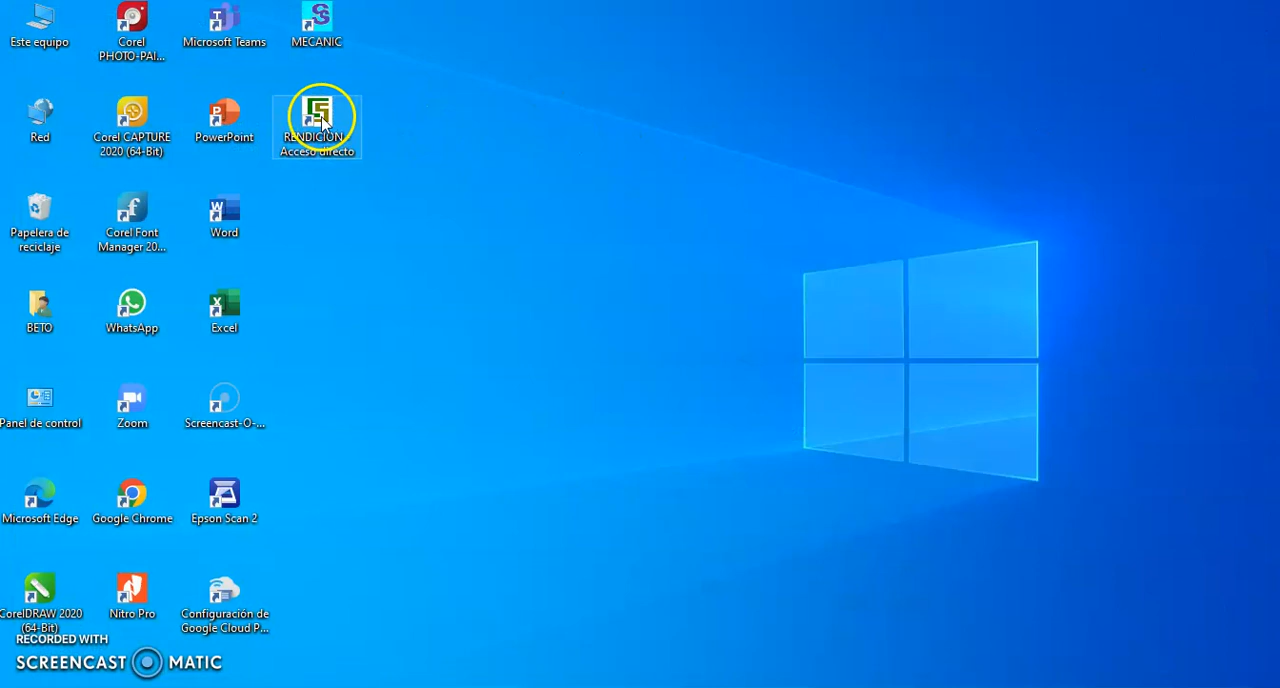 Este equipo
Corel
PHOTO-PAI...
Microsoft Teams
MECANIC
Red
Corel CAPTURE
2020 (64-Bit)
PowerPoint
RENDICION -
Acceso directo
Papelera de
reciclaje
Corel Font
Manager 20...
Word
BETO
WhatsApp
Excel
Panel de control
Zoom
Screencast-O-...
Microsoft Edge
Google Chrome
Epson Scan 2
CorelDRAW 2020
(64-Bit)
Nitro Pro
Configuración de
Google Cloud P...
RECORDED WITH
SCREENCAST MATIC